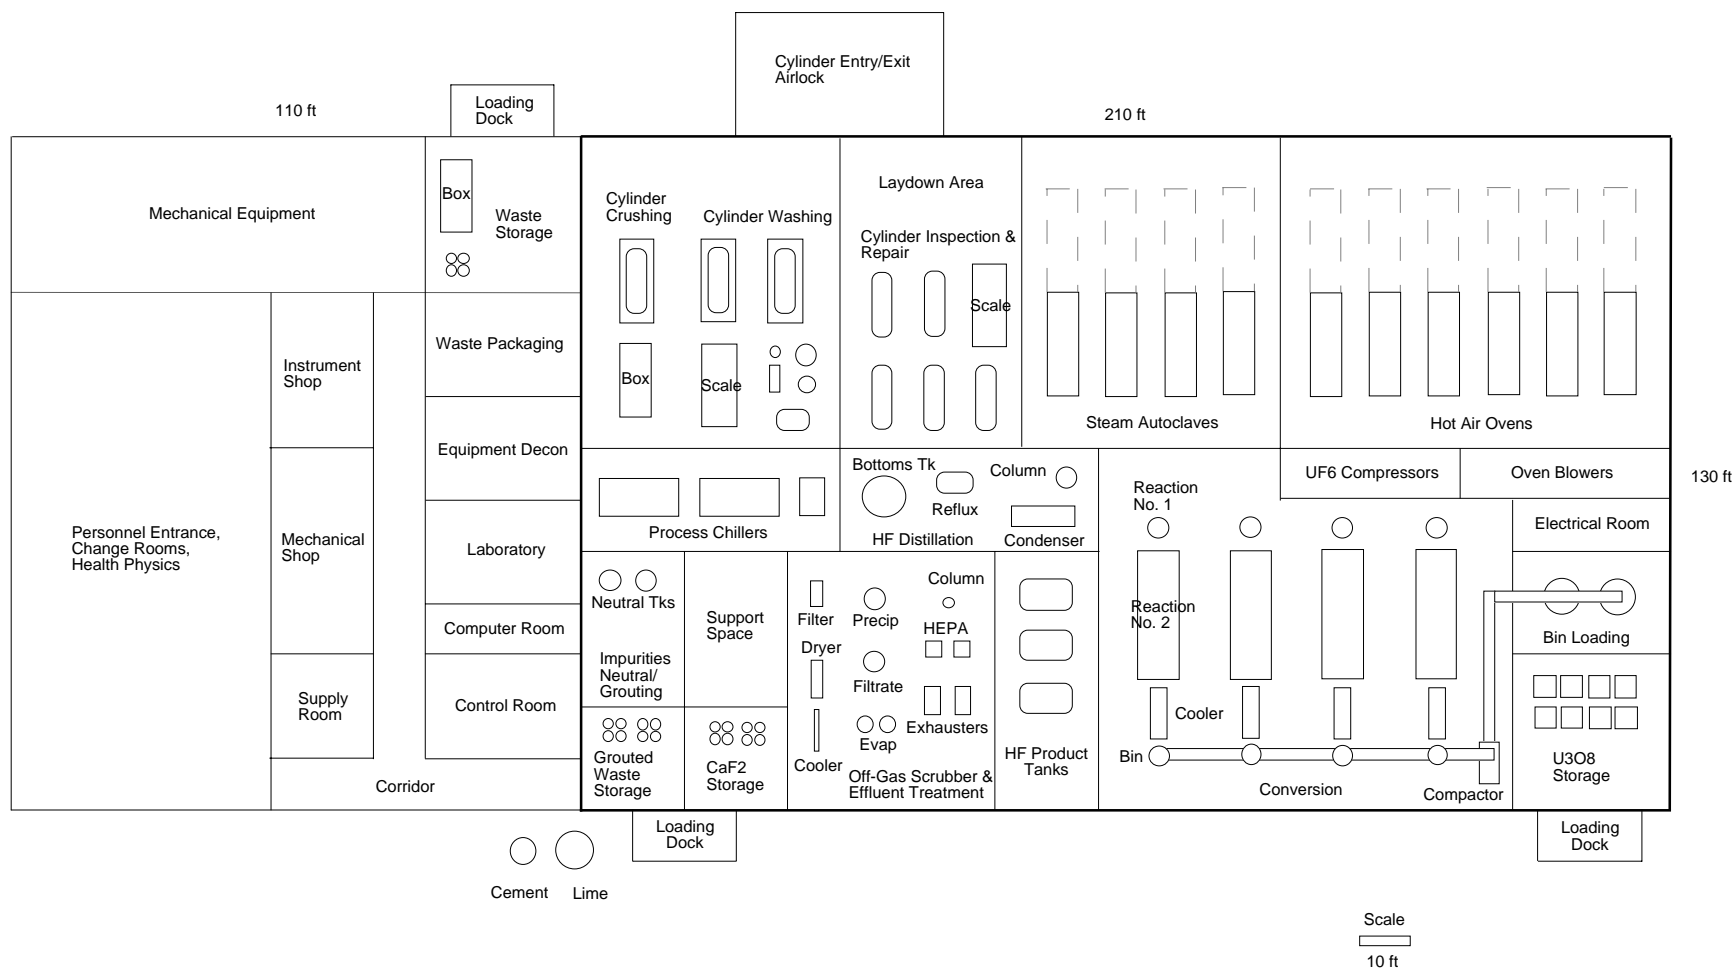 Cylinder Entry/Exit
Airlock
110 ft
Loading
Dock
210 ft
Mechanical Equipment
Box
Waste
Storage
Cylinder
Crushing
Cylinder Washing
Laydown Area
Cylinder Inspection &
Repair
Scale
Box
Scale
Steam Autoclaves
Hot Air Ovens
Waste Packaging
Instrument
Shop
Equipment Decon
Process Chillers
Bottoms Tk
Column
Reflux
HF Distillation
Condenser
Reaction
No. 1
UF6 Compressors
Oven Blowers
130 ft
Electrical Room
Personnel Entrance,
Change Rooms,
Health Physics
Mechanical
Shop
Laboratory
Computer Room
Neutral Tks
Impurities
Neutral/
Grouting
Support
Space
Filter
Precip
Column
HEPA
Dryer
Filtrate
Exhausters
Evap
Cooler
Off-Gas Scrubber &
Effluent Treatment
HF Product
Tanks
Reaction
No. 2
Cooler
Bin
Conversion
Compactor
Bin Loading
U3O8
Storage
Supply
Room
Control Room
Grouted
Waste
Storage
CaF2
Storage
Corridor
Loading
Dock
Loading
Dock
Cement
Lime
Scale
10 ft